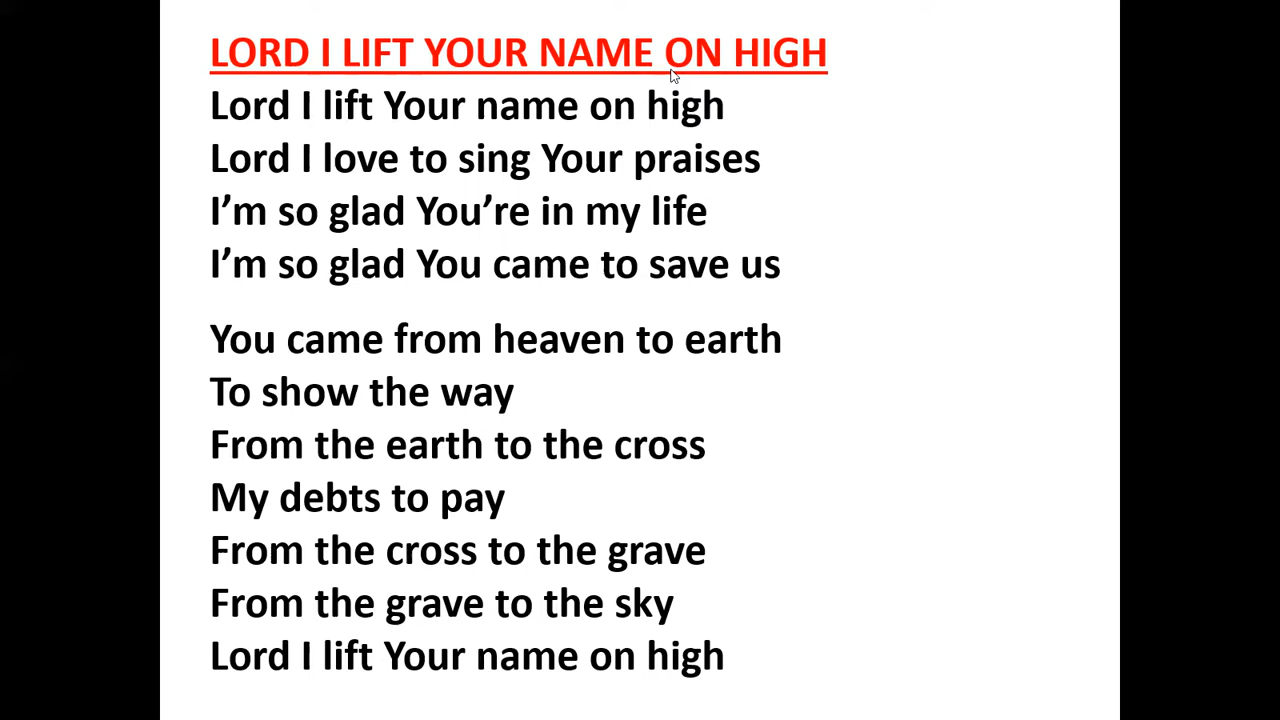 LORD I LIFT YOUR NAME ON HIGH
Lord I lift Your name on high
Lord I love to sing Your praises
I’m so glad You’re in my life
I’m so glad You came to save us
You came from heaven to earth
To show the way
From the earth to the cross
My debts to pay
From the cross to the grave
From the grave to the sky
Lord I lift Your name on high